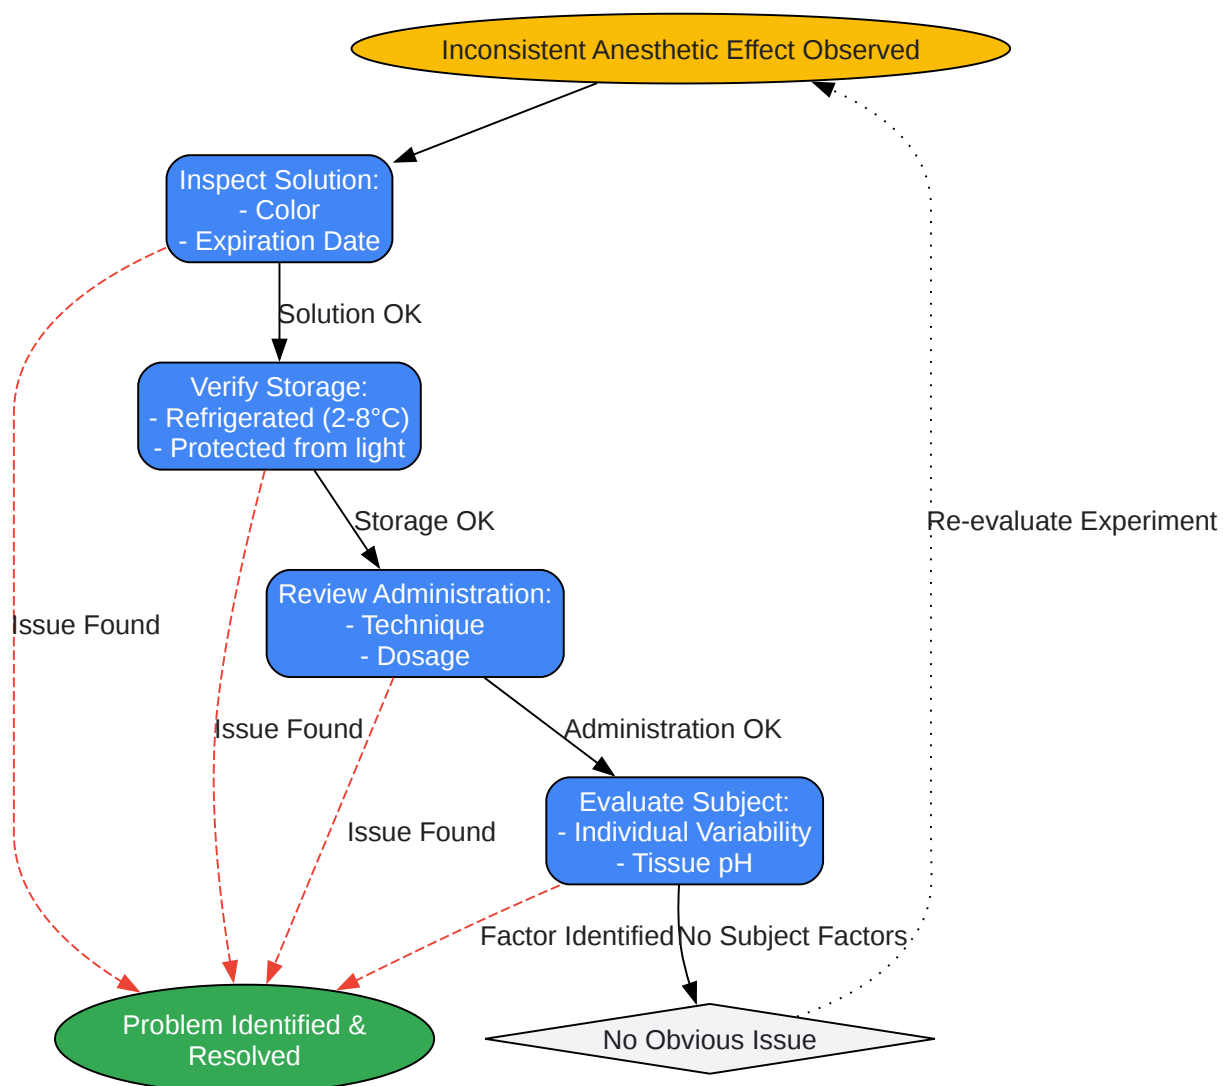 Inconsistent Anesthetic Effect Observed
Inspect Solution:
- Color
- Expiration Date
Solution OK
Verify Storage:
- Refrigerated (2-8°C)
- Protected from light
Storage OK
Re-evaluate Experiment
Review Administration:
- Technique
- Dosage
Issue Found
Issue Found
Administration OK
Evaluate Subject:
- Individual Variability
- Tissue pH
Issue Found
Factor Identified
No Subject Factors
Problem Identified &
Resolved
No Obvious Issue